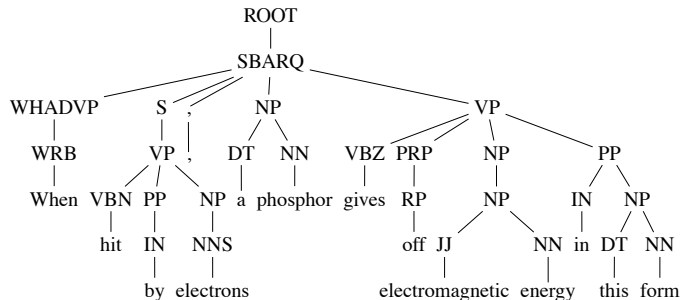 ROOT
SBARQ
WHADVP S , NP VP
WRB VP , DT NN VBZ PRP NP PP
When VBN PP NP a phosphor gives RP NP IN NP
hit IN NNS off JJ NN in DT NN
by electrons electromagnetic energy this form